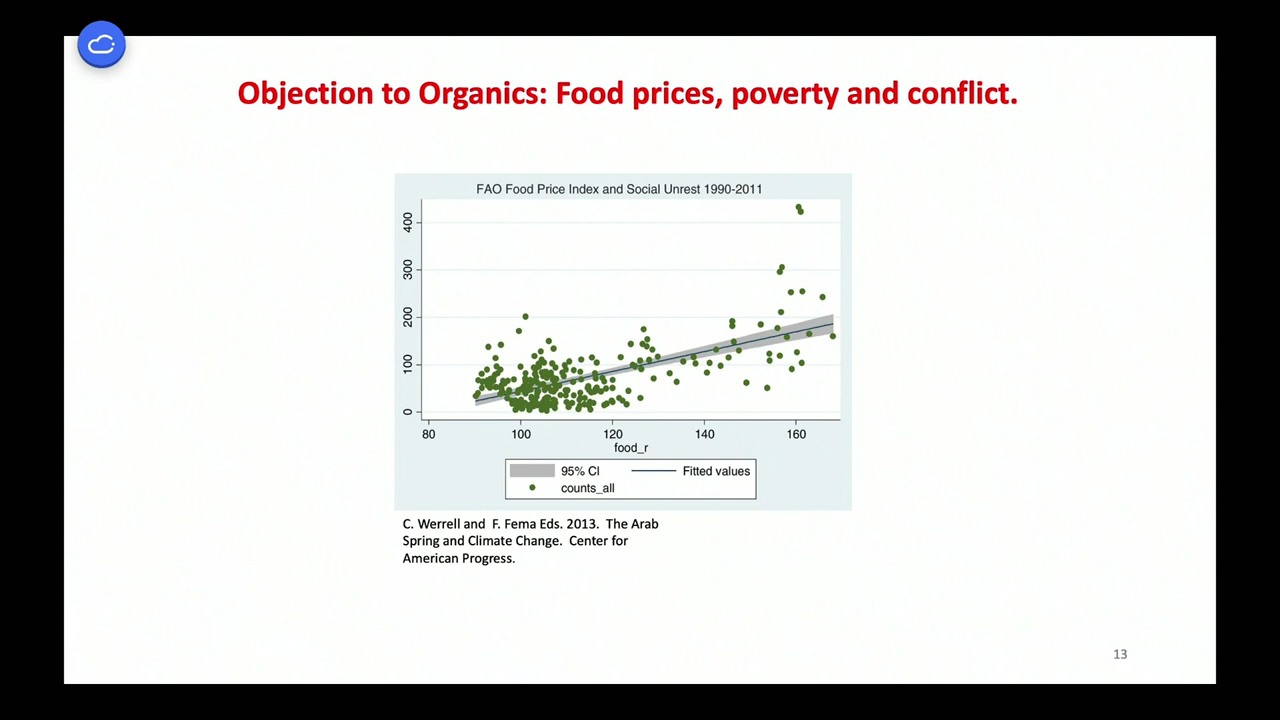 Objection to Organics: Food prices, poverty and conflict.
FAO Food Price Index and Social Unrest 1990-2011
400
300
200
100
0
80 100 120 140 160
food_r
95% CI Fitted values
counts_all
C. Werrell and F. Fema Eds. 2013. The Arab
Spring and Climate Change. Center for
American Progress.
13